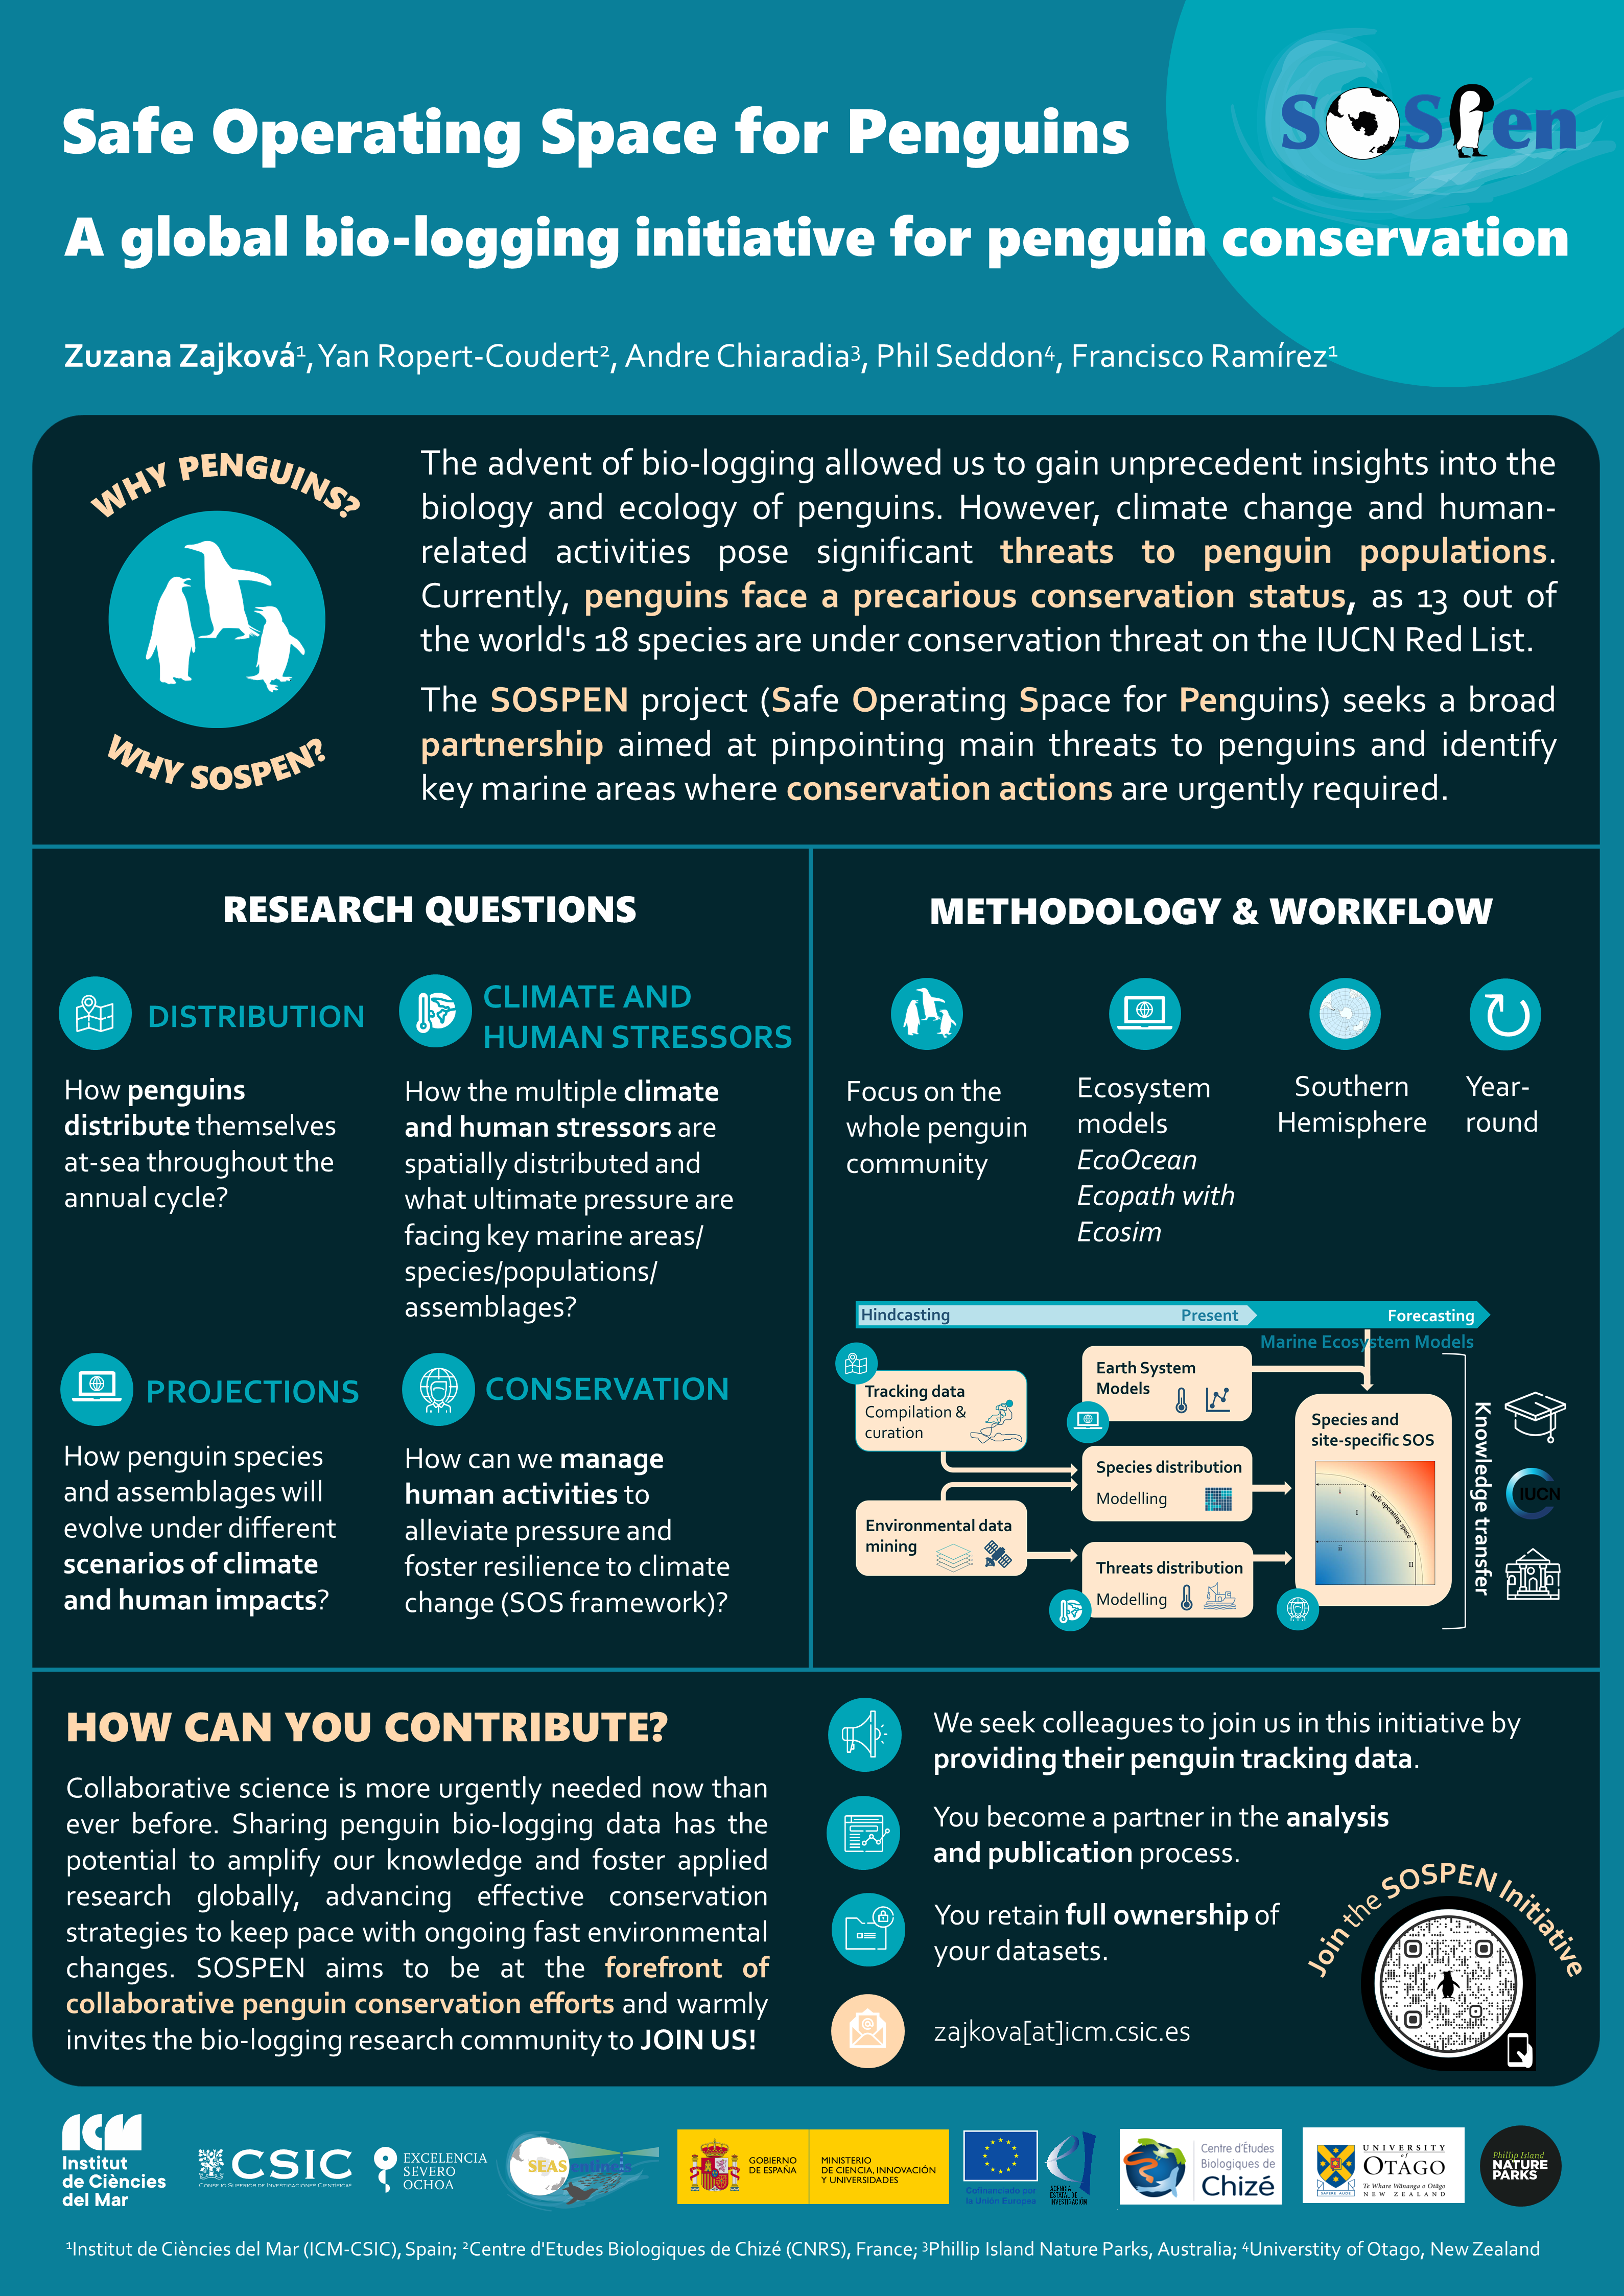 SOSPen
Safe Operating Space for Penguins
A global bio-logging initiative for penguin conservation
Zuzana Zajková¹, Yan Ropert-Coudert², Andre Chiaradia³, Phil Seddon⁴, Francisco Ramírez¹
WHY PENGUINS?
WHY SOSPEN?
The advent of bio-logging allowed us to gain unprecedent insights into the
biology and ecology of penguins. However, climate change and human-
related activities pose significant threats to penguin populations.
Currently, penguins face a precarious conservation status, as 13 out of
the world's 18 species are under conservation threat on the IUCN Red List.
The SOSPEN project (Safe Operating Space for Penguins) seeks a broad
partnership aimed at pinpointing main threats to penguins and identify
key marine areas where conservation actions are urgently required.
RESEARCH QUESTIONS
DISTRIBUTION
How penguins
distribute themselves
at-sea throughout the
annual cycle?
CLIMATE AND
HUMAN STRESSORS
How the multiple climate
and human stressors are
spatially distributed and
what ultimate pressure are
facing key marine areas/
species/populations/
assemblages?
PROJECTIONS
How penguin species
and assemblages will
evolve under different
scenarios of climate
and human impacts?
CONSERVATION
How can we manage
human activities to
alleviate pressure and
foster resilience to climate
change (SOS framework)?
METHODOLOGY & WORKFLOW
Focus on the
whole penguin
community
Ecosystem
models
EcoOcean
Ecopath with
Ecosim
Southern
Hemisphere
Year-
round
Hindcasting
Present
Forecasting
Marine Ecosystem Models
Tracking data
Compilation &
curation
Environmental data
mining
Earth System
Models
Species distribution
Modelling
Threats distribution
Modelling
Species and
site-specific SOS
Safe operating space
i
I
ii
II
Knowledge transfer
IUCN
HOW CAN YOU CONTRIBUTE?
Collaborative science is more urgently needed now than
ever before. Sharing penguin bio-logging data has the
potential to amplify our knowledge and foster applied
research globally, advancing effective conservation
strategies to keep pace with ongoing fast environmental
changes. SOSPEN aims to be at the forefront of
collaborative penguin conservation efforts and warmly
invites the bio-logging research community to JOIN US!
We seek colleagues to join us in this initiative by
providing their penguin tracking data.
You become a partner in the analysis
and publication process.
You retain full ownership of
your datasets.
zajkova[at]icm.csic.es
Join the SOSPEN Initiative
ICM
Institut
de Ciències
del Mar
CSIC
CONSEJO SUPERIOR DE INVESTIGACIONES CIENTÍFICAS
EXCELENCIA
SEVERO
OCHOA
SEASentinels
GOBIERNO
DE ESPAÑA
MINISTERIO
DE CIENCIA, INNOVACIÓN
Y UNIVERSIDADES
Cofinanciado por
la Unión Europea
AGENCIA
ESTATAL DE
INVESTIGACIÓN
Centre d'Études
Biologiques de
Chizé
SAPERE AUDE
UNIVERSITY
of
OTAGO
Te Whare Wānanga o Otāgo
NEW ZEALAND
Phillip Island
NATURE
PARKS
¹Institut de Ciències del Mar (ICM-CSIC), Spain; ²Centre d'Etudes Biologiques de Chizé (CNRS), France; ³Phillip Island Nature Parks, Australia; ⁴Universtity of Otago, New Zealand